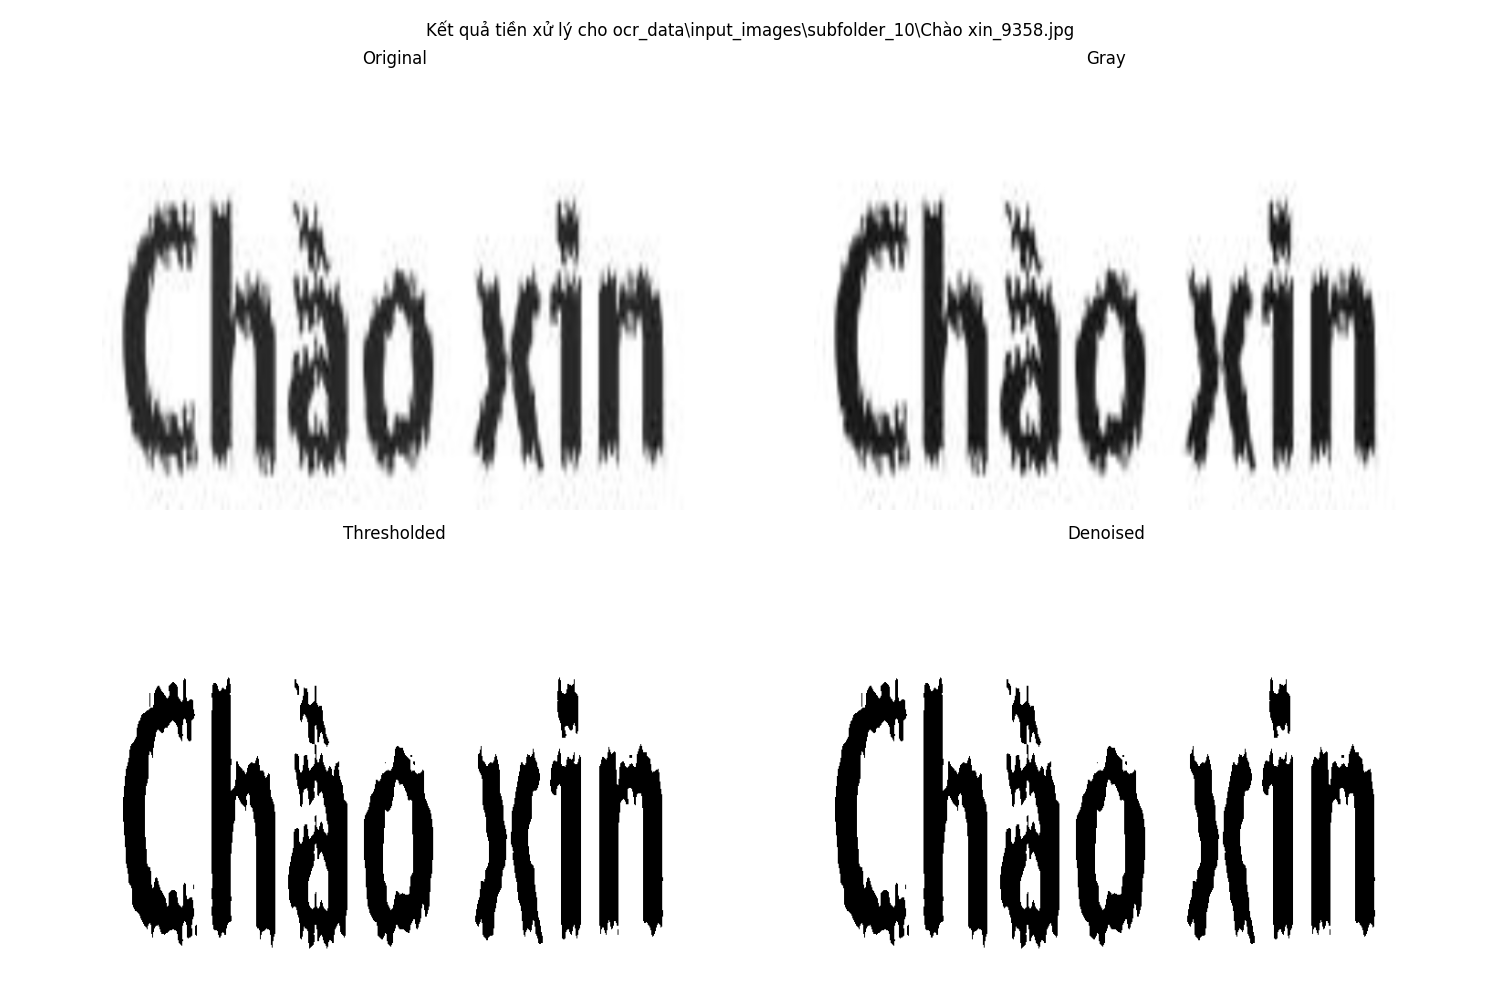 Kết quả tiền xử lý cho ocr_data\input_images\subfolder_10\Chào xin_9358.jpg
Original
Gray
Chào xin
Chào xin
Thresholded
Denoised
Chào xin
Chào xin